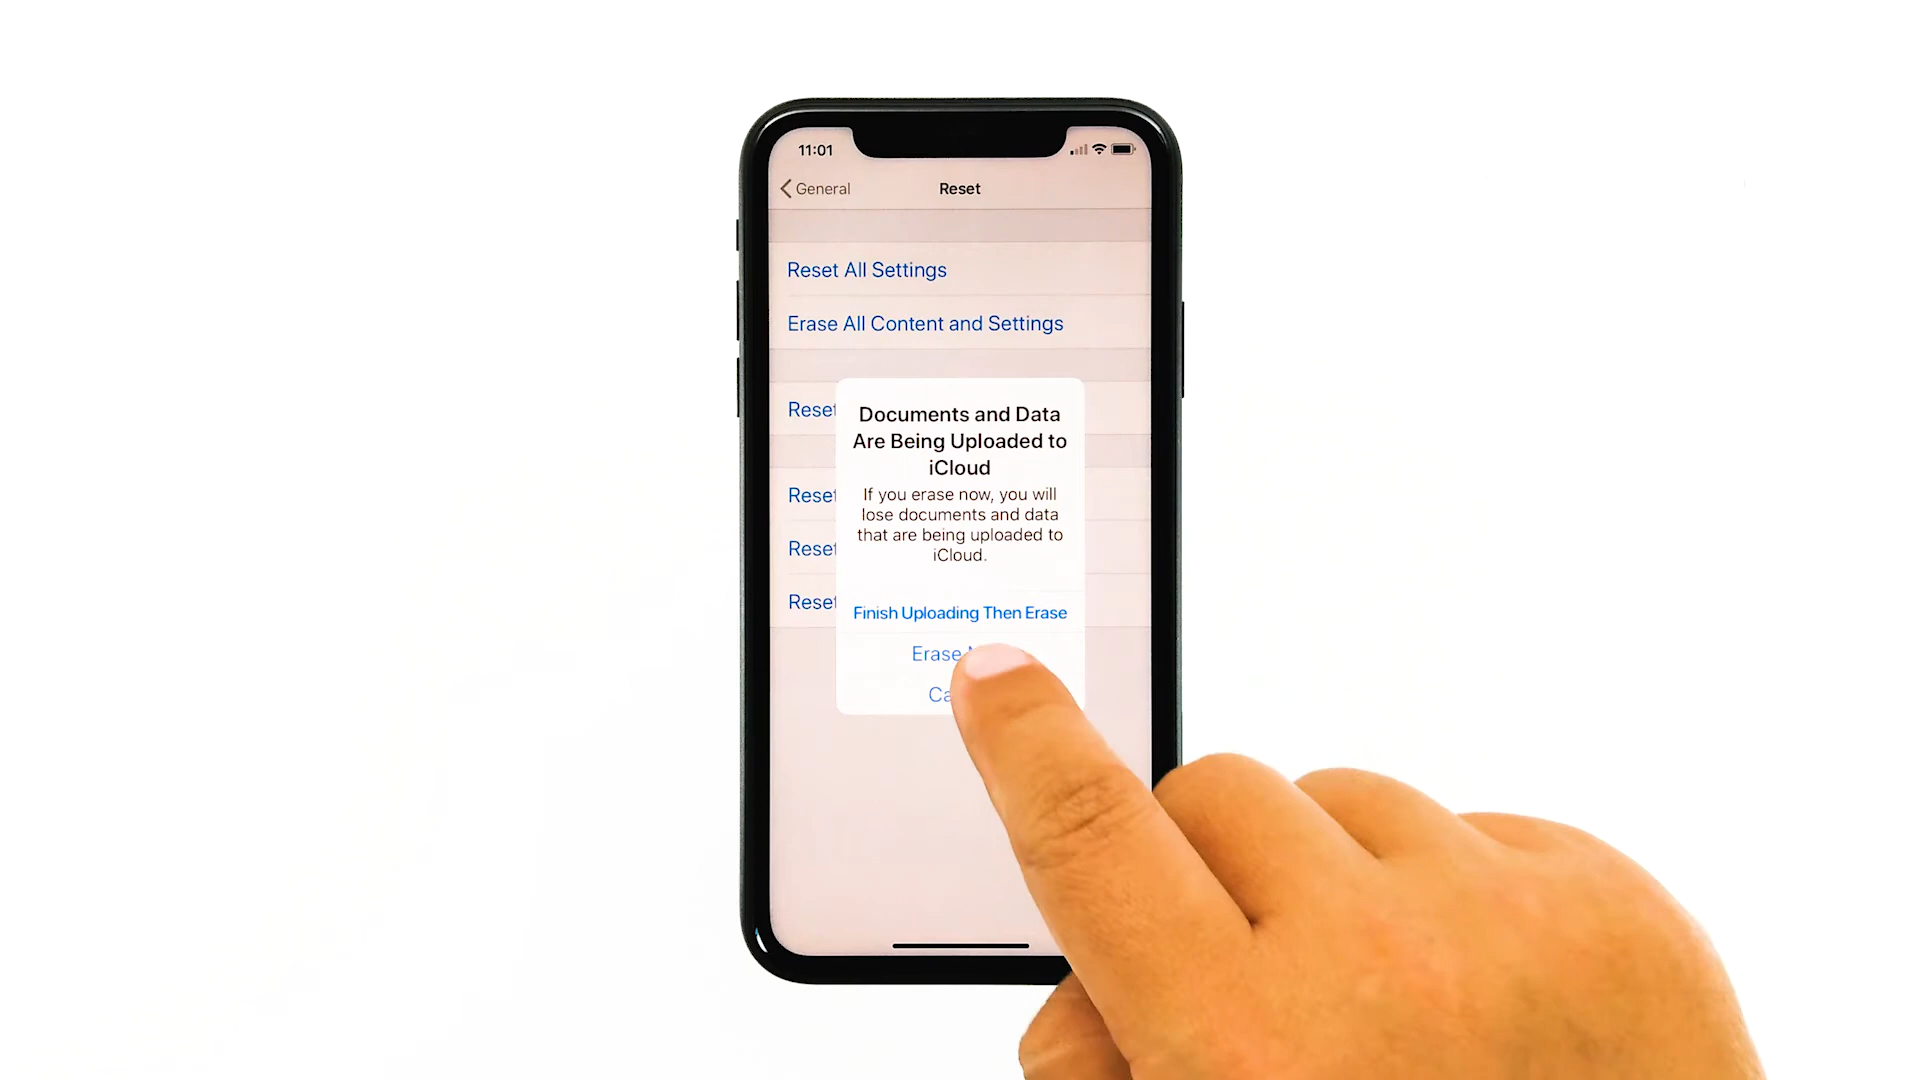 11:01
General
Reset
Reset All Settings
Erase All Content and Settings
Reset
Documents and Data
Are Being Uploaded to
iCloud
If you erase now, you will
lose documents and data
that are being uploaded to
iCloud.
Reset
Reset
Reset
Finish Uploading Then Erase
Erase